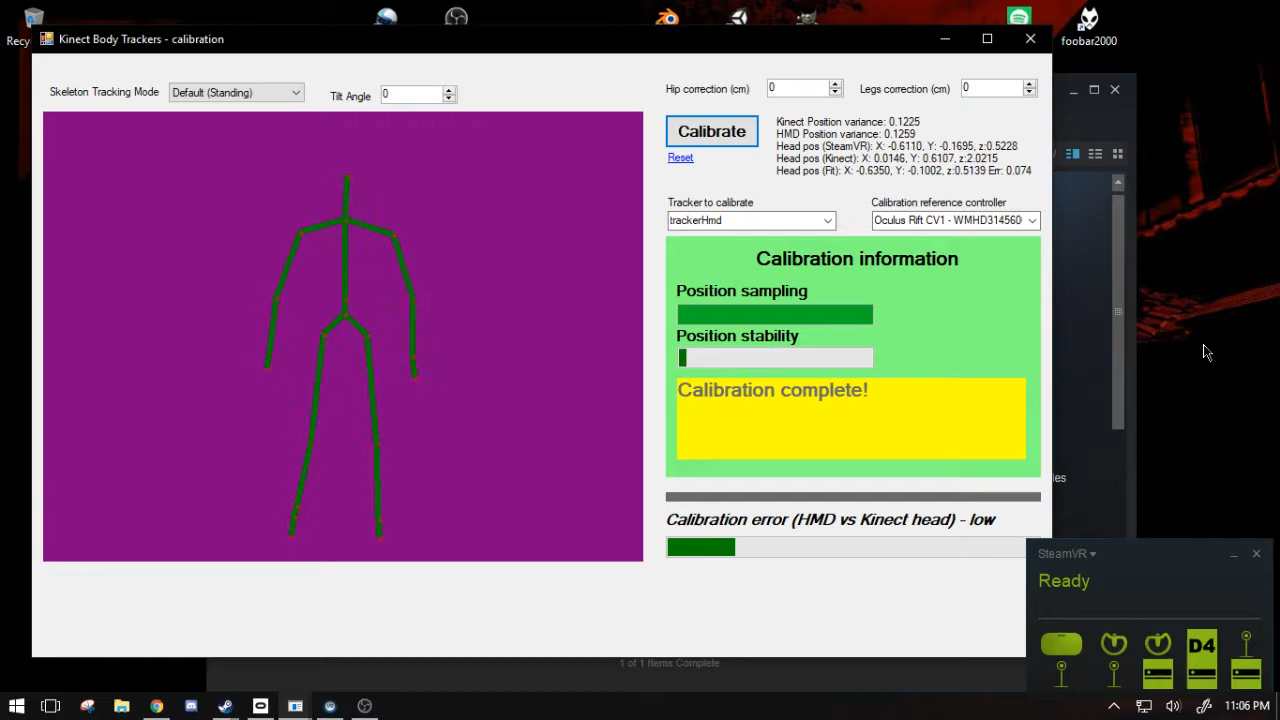 Recy
foobar2000
Kinect Body Trackers - calibration
Skeleton Tracking Mode
Default (Standing)
Tilt Angle
0
Hip correction (cm)
0
Legs correction (cm)
0
Calibrate
Reset
Kinect Position variance: 0.1225
HMD Position variance: 0.1259
Head pos (SteamVR): X: -0.6110, Y: -0.1695, z:0.5228
Head pos (Kinect): X: 0.0146, Y: 0.6107, z:2.0215
Head pos (Fit): X: -0.6350, Y: -0.1002, z:0.5139 Err: 0.074
Tracker to calibrate
trackerHmd
Calibration reference controller
Oculus Rift CV1 - WMHD314560
Calibration information
Position sampling
Position stability
Calibration complete!
les
Calibration error (HMD vs Kinect head) - low
SteamVR
Ready
D4
1 of 1 Items Complete
11:06 PM